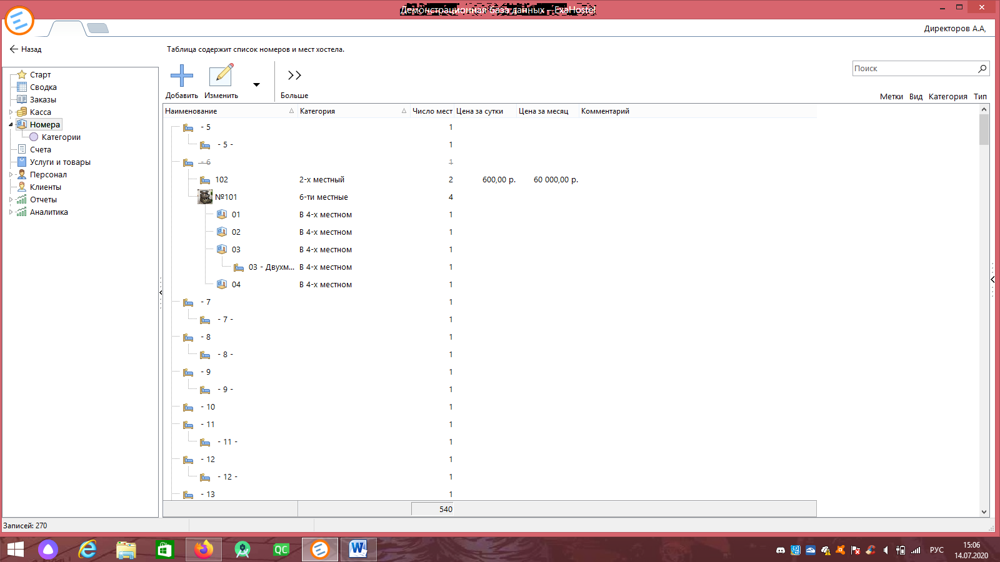 Демонстрационная база данных - ExaHostel
Директоров А.А,
Назад
Таблица содержит список номеров и мест хостела.
Старт
Сводка
Заказы
Касса
Номера
Категории
Счета
Услуги и товары
Персонал
Клиенты
Отчеты
Аналитика
Добавить Изменить Больше
Поиск
Метки Вид Категория Тип
Наименование Категория Число мест Цена за сутки Цена за месяц Комментарий
- 5 1
- 5 - 1
- 6 1
102 2-х местный 2 600,00 р. 60 000,00 р.
№101 6-ти местные 4
01 В 4-х местном 1
02 В 4-х местном 1
03 В 4-х местном 1
03 - Двухм... В 4-х местном 1
04 В 4-х местном 1
- 7 1
- 7 - 1
- 8 1
- 8 - 1
- 9 1
- 9 - 1
- 10 1
- 11 1
- 11 - 1
- 12 1
- 12 - 1
- 13 1
540
Записей: 270
QC
W
РУС
15:06
14.07.2020